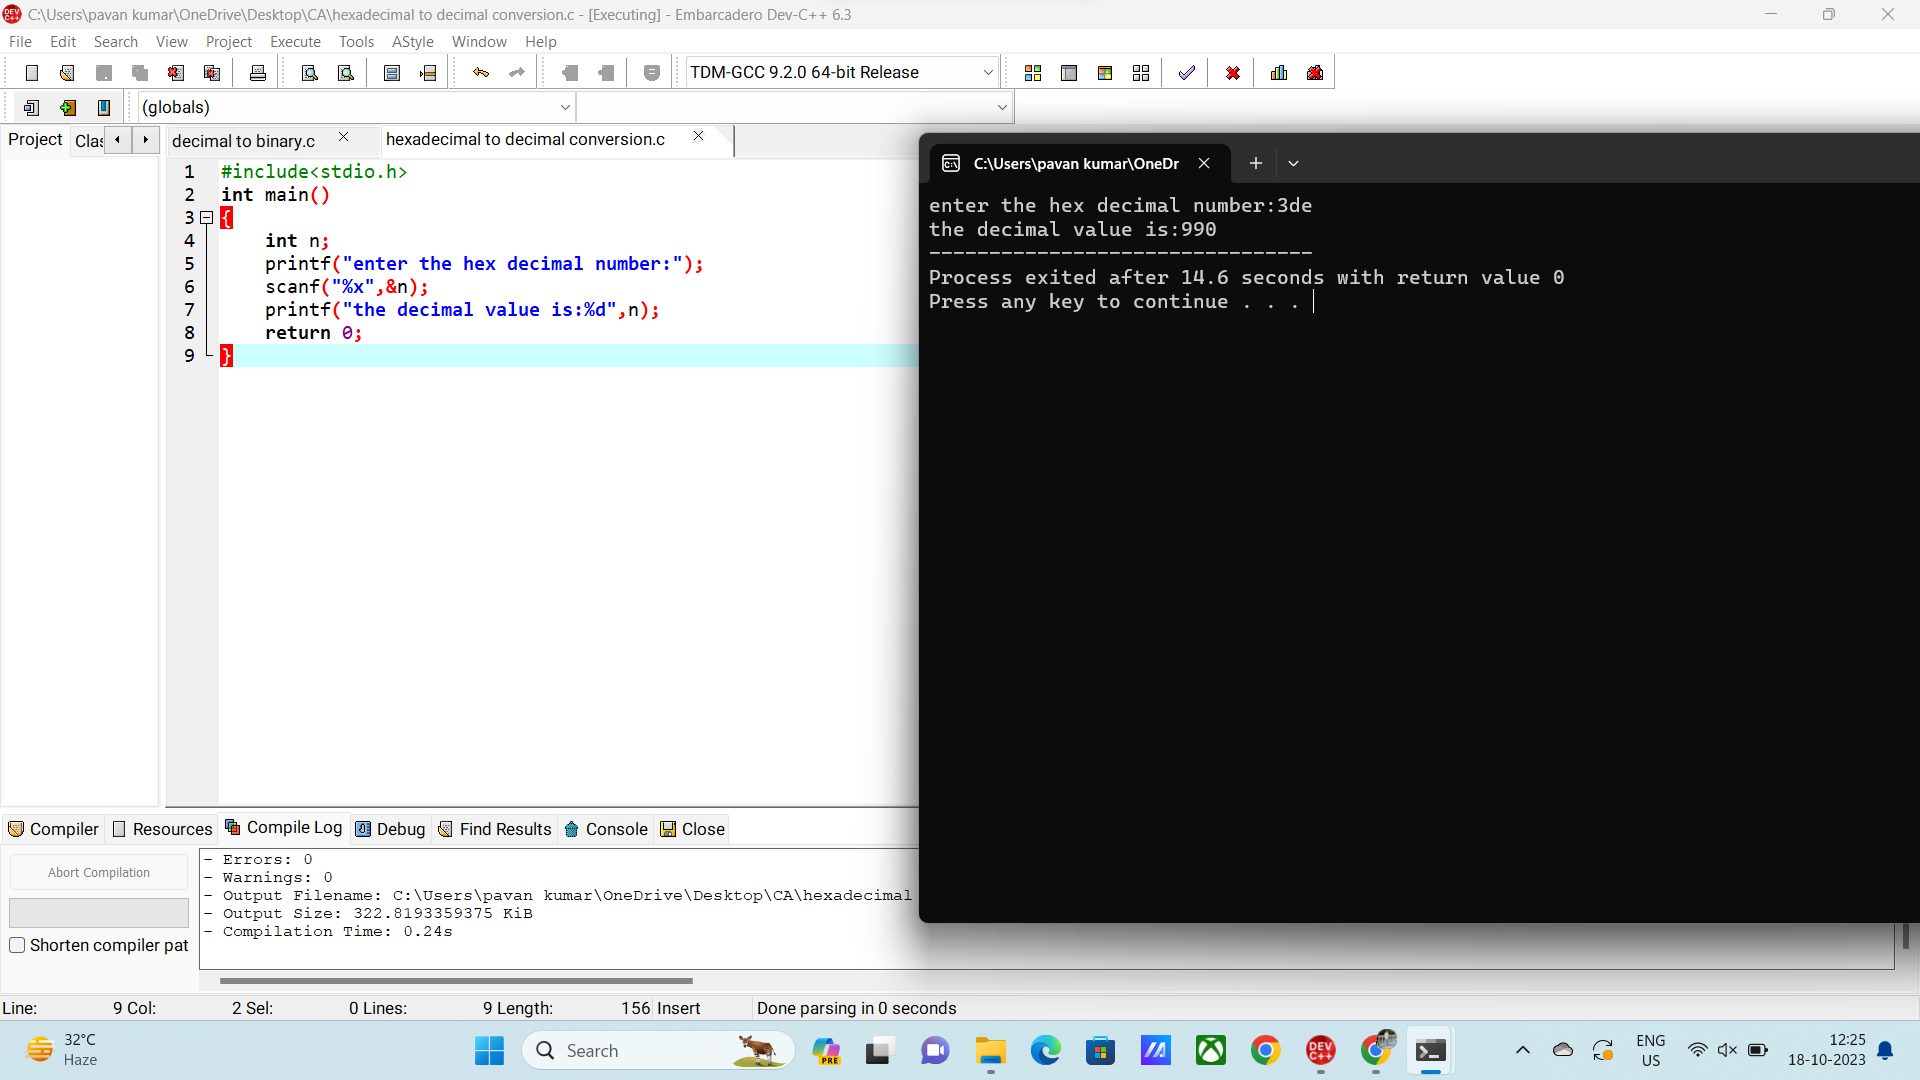 C:\Users\pavan kumar\OneDrive\Desktop\CA\hexadecimal to decimal conversion.c - [Executing] - Embarcadero Dev-C++ 6.3
File Edit Search View Project Execute Tools AStyle Window Help
TDM-GCC 9.2.0 64-bit Release
(globals)
Project Clas decimal to binary.c hexadecimal to decimal conversion.c
1 #include<stdio.h>
2 int main()
3 {
4 int n;
5 printf("enter the hex decimal number:");
6 scanf("%x",&n);
7 printf("the decimal value is:%d",n);
8 return 0;
9 }
C:\Users\pavan kumar\OneDr
enter the hex decimal number:3de
the decimal value is:990
--------------------------------
Process exited after 14.6 seconds with return value 0
Press any key to continue . . .
Compiler Resources Compile Log Debug Find Results Console Close
Abort Compilation
Shorten compiler pat
- Errors: 0
- Warnings: 0
- Output Filename: C:\Users\pavan kumar\OneDrive\Desktop\CA\hexadecimal
- Output Size: 322.8193359375 KiB
- Compilation Time: 0.24s
Line: 9 Col: 2 Sel: 0 Lines: 9 Length: 156 Insert Done parsing in 0 seconds
32°C
Haze
Search
PRE
DEV
C++
ENG
US
12:25
18-10-2023